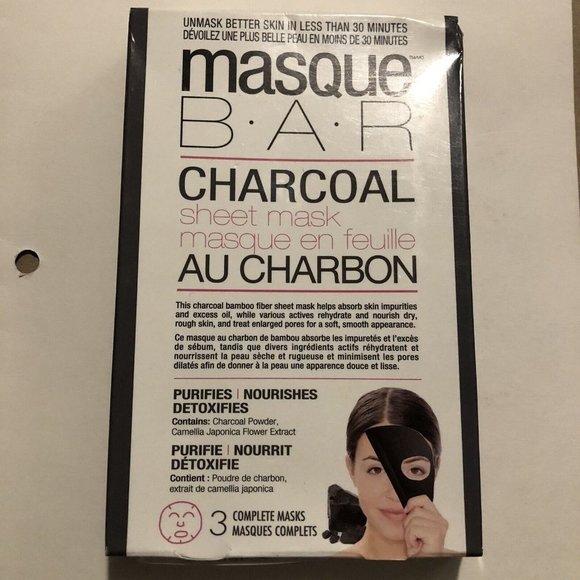 UNMASK BETTER SKIN IN LESS THAN 30 MINUTES
DÉVOILEZ UNE PLUS BELLE PEAU EN MOINS DE 30 MINUTES
masque
B·A·R
CHARCOAL
sheet mask
masque en feuille
AU CHARBON
This charcoal bamboo fiber sheet mask helps absorb skin impurities
and excess oil, while various actives rehydrate and nourish dry,
rough skin, and treat enlarged pores for a soft, smooth appearance.
Ce masque au charbon de bambou absorbe les impuretés et l'excès
de sébum, tandis que divers ingrédients actifs réhydratent et
nourrissent la peau sèche et rugueuse et minimisent les pores
dilatés afin de donner à la peau une apparence douce et lisse.
PURIFIES | NOURISHES
DETOXIFIES
Contains: Charcoal Powder,
Camellia Japonica Flower Extract
PURIFIE | NOURRIT
DÉTOXIFIE
Contient : Poudre de charbon,
extrait de camellia japonica
3 COMPLETE MASKS
MASQUES COMPLETS